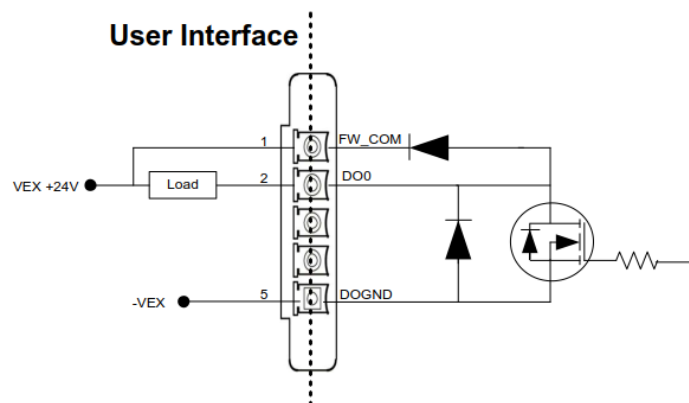 User Interface
1
FW_COM
VEX +24V
Load
2
DO0
-VEX
5
DOGND